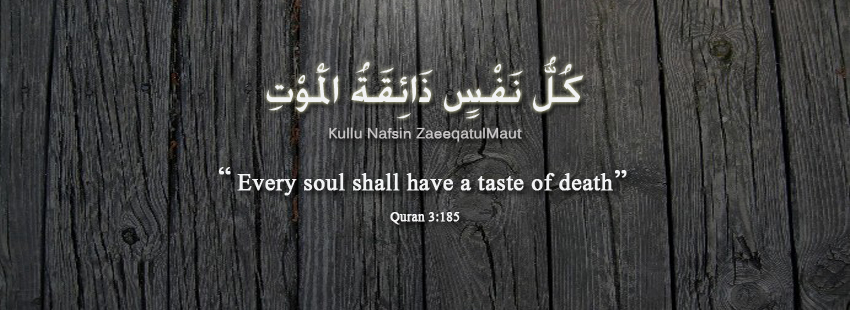 كُلُّ نَفْسٍ ذَائِقَةُ الْمَوْتِ
Kullu Nafsin ZaeeqatulMaut
“Every soul shall have a taste of death”
Quran 3:185